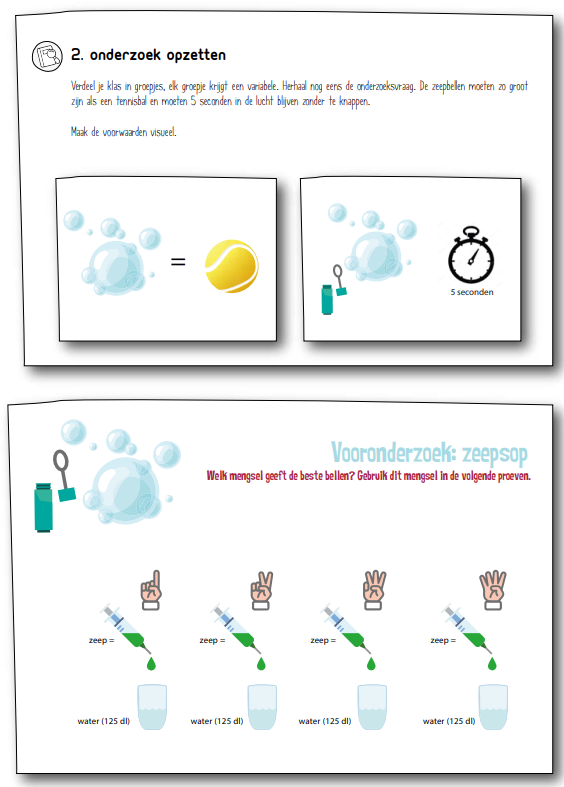 2. onderzoek opzetten
Verdeel je klas in groepjes, elk groepje krijgt een variabele. Herhaal nog eens de onderzoeksvraag. De zeepbellen moeten zo groot
zijn als een tennisbal en moeten 5 seconden in de lucht blijven zonder te knappen.
Maak de voorwaarden visueel.
=
5 seconden
Vooronderzoek: zeepsop
Welk mengsel geeft de beste bellen? Gebruik dit mengsel in de volgende proeven.
zeep = zeep = zeep = zeep =
water (125 dl) water (125 dl) water (125 dl) water (125 dl)